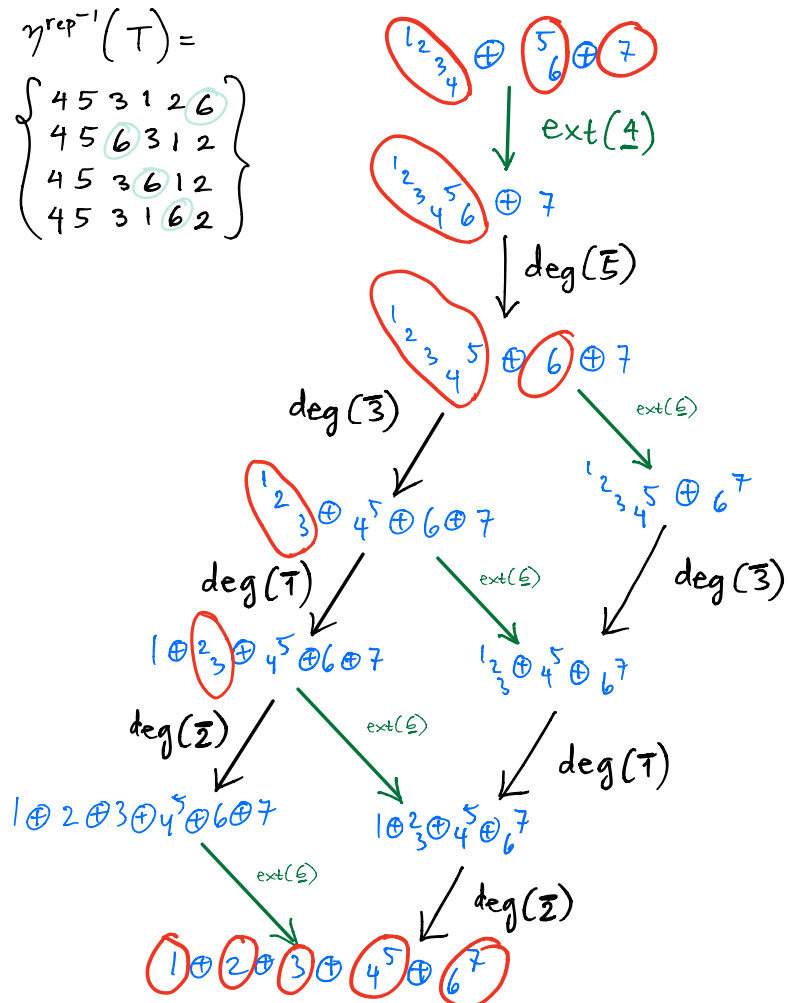 η^rep⁻¹(T) =
4 5 3 1 2 6
4 5 6 3 1 2
4 5 3 6 1 2
4 5 3 1 6 2
1 2 3 4 ⊕ 5 6 ⊕ 7
ext(4̲)
1 2 3 4 5 6 ⊕ 7
deg(5̄)
1 2 3 4 5 ⊕ 6 ⊕ 7
deg(3̄)
ext(6̲)
1 2 3 ⊕ 4 5 ⊕ 6 ⊕ 7
1 2 3 4 5 ⊕ 6 7
deg(1̄)
ext(6̲)
deg(3̄)
1 ⊕ 2 3 ⊕ 4 5 ⊕ 6 ⊕ 7
1 2 3 ⊕ 4 5 ⊕ 6 7
deg(2̄)
ext(6̲)
deg(1̄)
1 ⊕ 2 ⊕ 3 ⊕ 4 5 ⊕ 6 ⊕ 7
1 ⊕ 2 3 ⊕ 4 5 ⊕ 6 7
ext(6̲)
deg(2̄)
1 ⊕ 2 ⊕ 3 ⊕ 4 5 ⊕ 6 7